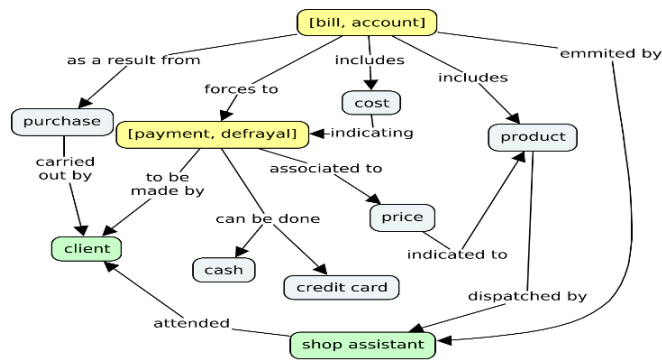 [bill, account]
as a result from
forces to
includes
includes
emmited by
cost
purchase
[payment, defrayal]
indicating
product
carried
out by
to be
made by
associated to
can be done
price
client
cash
credit card
indicated to
dispatched by
attended
shop assistant